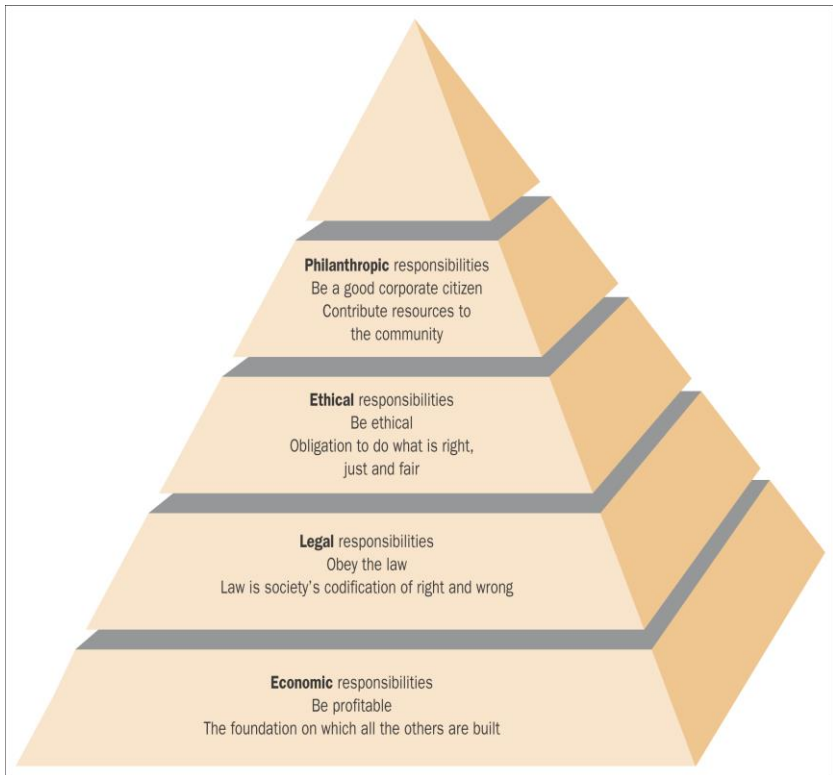 Philanthropic responsibilities
Be a good corporate citizen
Contribute resources to
the community
Ethical responsibilities
Be ethical
Obligation to do what is right,
just and fair
Legal responsibilities
Obey the law
Law is society's codification of right and wrong
Economic responsibilities
Be profitable
The foundation on which all the others are built